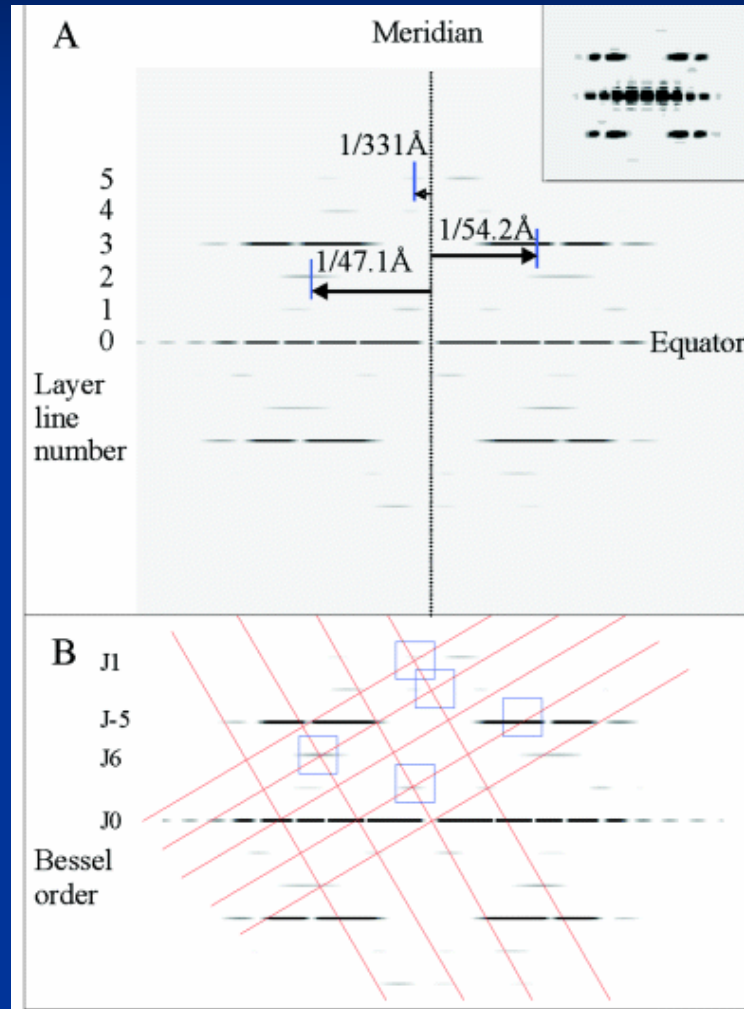 A
Meridian
1/331Å
5
4
1/54.2Å
3
1/47.1Å
2
1
0
Equator
Layer
line
number
B
J1
J-5
J6
J0
Bessel
order